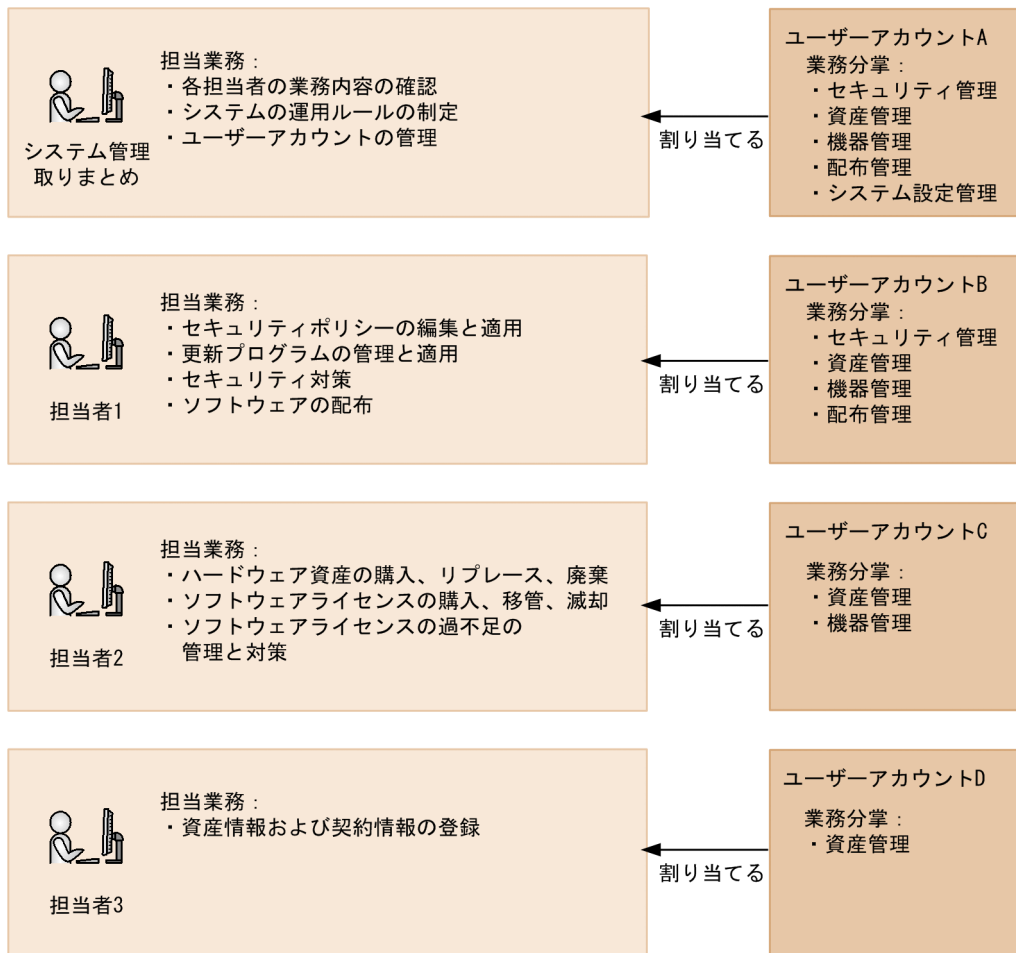 担当業務：
・各担当者の業務内容の確認
・システムの運用ルールの制定
・ユーザーアカウントの管理
システム管理
取りまとめ
割り当てる
ユーザーアカウントA
業務分掌：
・セキュリティ管理
・資産管理
・機器管理
・配布管理
・システム設定管理
担当業務：
・セキュリティポリシーの編集と適用
・更新プログラムの管理と適用
・セキュリティ対策
・ソフトウェアの配布
担当者1
割り当てる
ユーザーアカウントB
業務分掌：
・セキュリティ管理
・資産管理
・機器管理
・配布管理
担当業務：
・ハードウェア資産の購入、リプレース、廃棄
・ソフトウェアライセンスの購入、移管、滅却
・ソフトウェアライセンスの過不足の
管理と対策
担当者2
割り当てる
ユーザーアカウントC
業務分掌：
・資産管理
・機器管理
担当業務：
・資産情報および契約情報の登録
担当者3
割り当てる
ユーザーアカウントD
業務分掌：
・資産管理